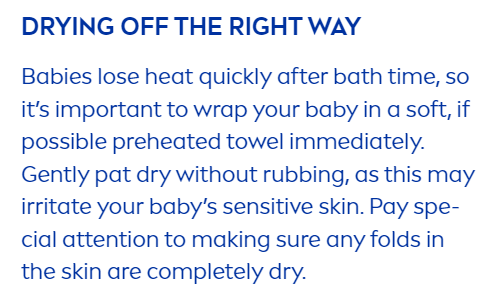 DRYING OFF THE RIGHT WAY
Babies lose heat quickly after bath time, so
it’s important to wrap your baby in a soft, if
possible preheated towel immediately.
Gently pat dry without rubbing, as this may
irritate your baby’s sensitive skin. Pay spe-
cial attention to making sure any folds in
the skin are completely dry.